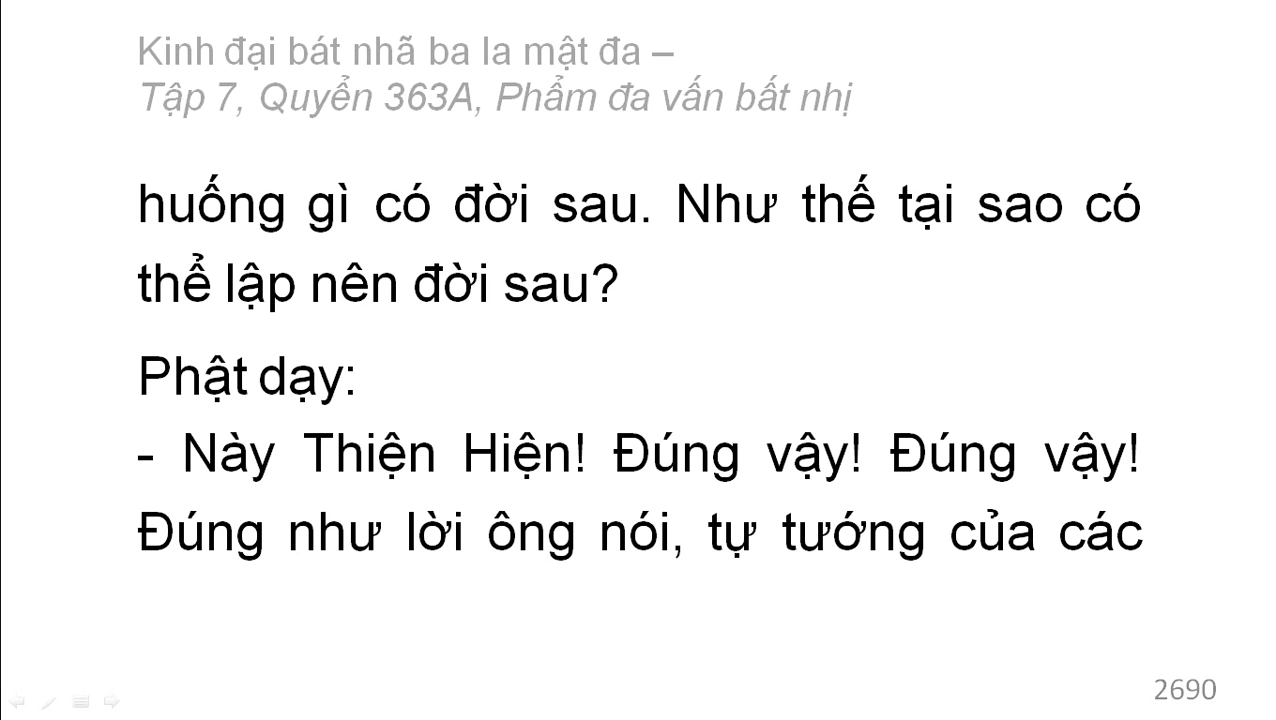 Kinh đại bát nhã ba la mật đa –
Tập 7, Quyển 363A, Phẩm đa vấn bất nhị
huống gì có đời sau. Như thế tại sao có
thể lập nên đời sau?
Phật dạy:
- Này Thiện Hiện! Đúng vậy! Đúng vậy!
Đúng như lời ông nói, tự tướng của các
2690